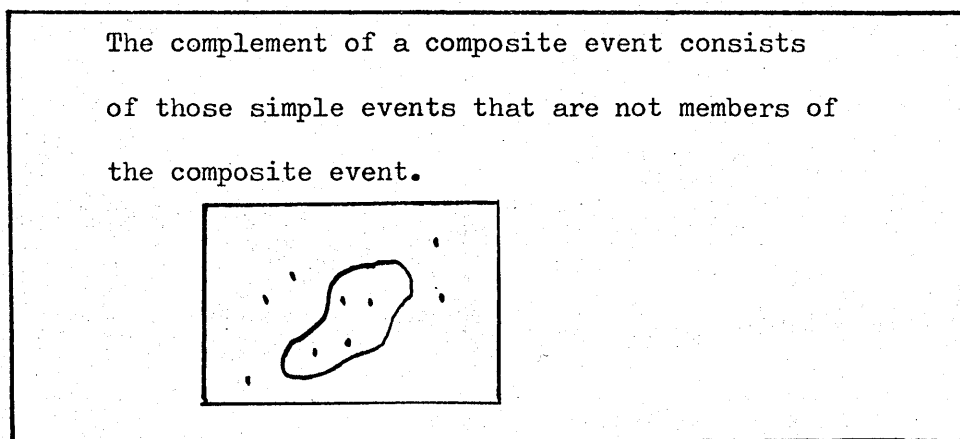 The complement of a composite event consists
of those simple events that are not members of
the composite event.